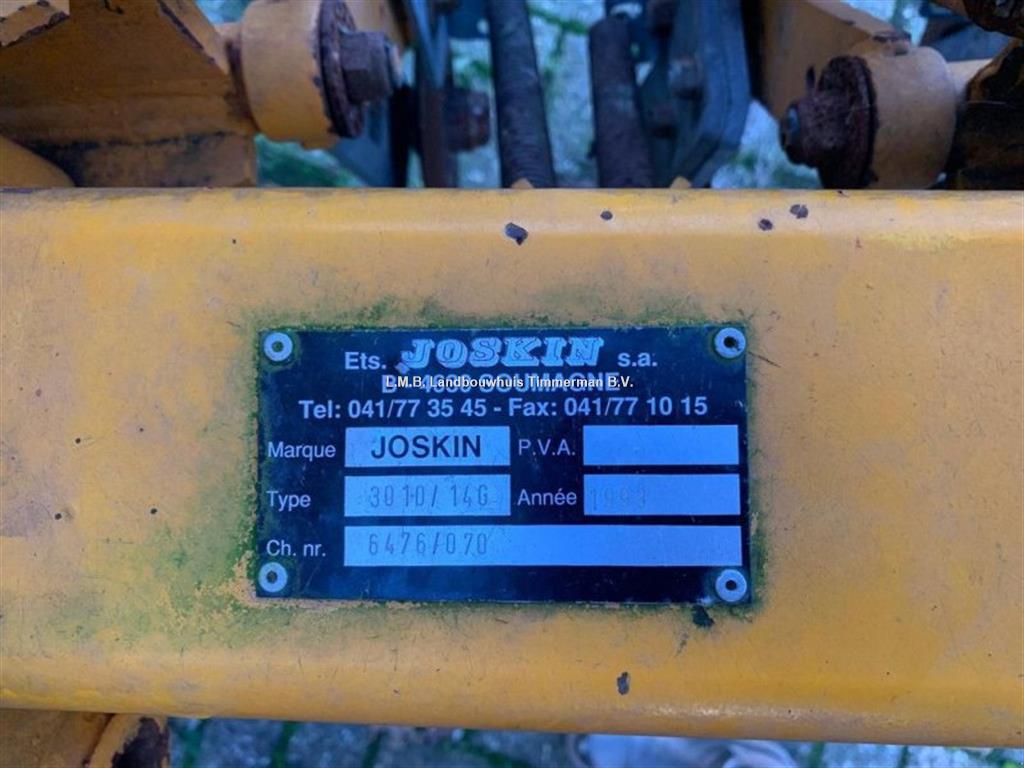 Ets. JOSKIN s.a.
SOUMAGNE
L.M.B. Landbouwhuis Timmerman B.V.
Tel: 041/77 35 45 - Fax: 041/77 10 15
Marque JOSKIN P.V.A.
Type 3010/14G Année
Ch. nr. 6476/070